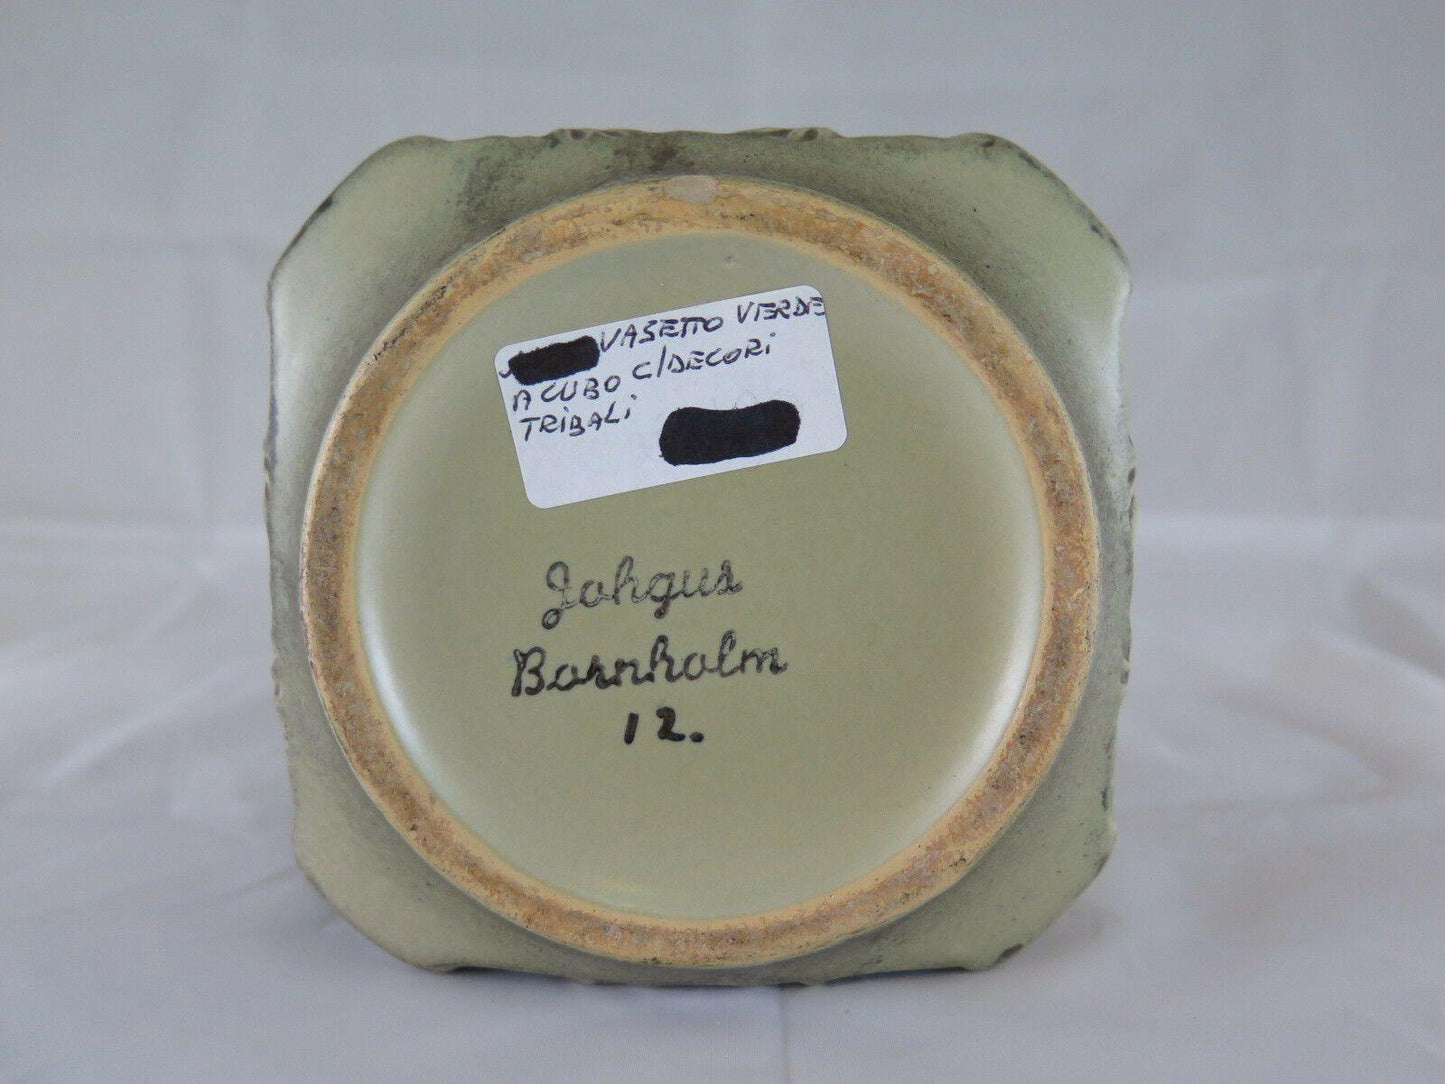 VASETTO VERDE
A CUBO C/DECORI
TRIBALI
Johgus
Bornholm
12.